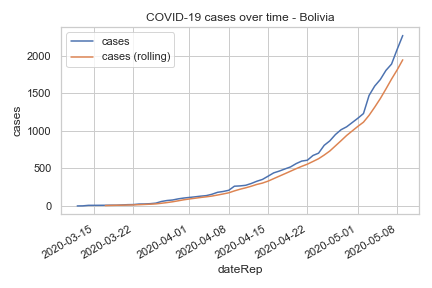 COVID-19 cases over time - Bolivia
cases
cases (rolling)
2000
1500
1000
500
0
cases
2020-03-15
2020-03-22
2020-04-01
2020-04-08
2020-04-15
2020-04-22
2020-05-01
2020-05-08
dateRep